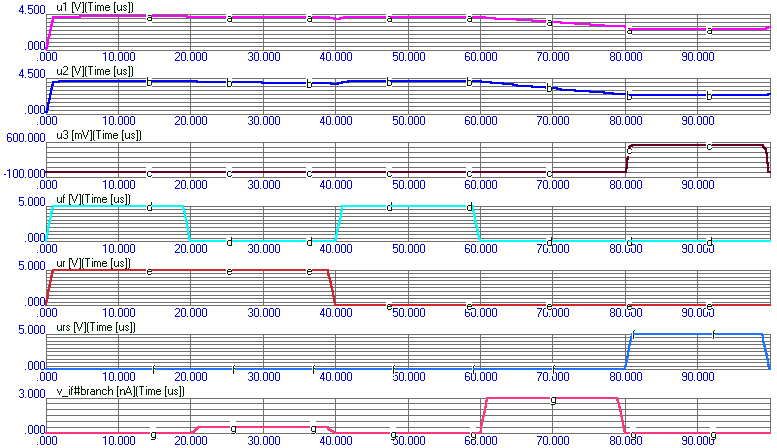 u1 [V](Time [us])
4.500
a a a a a a a a
.000
.000 10.000 20.000 30.000 40.000 50.000 60.000 70.000 80.000 90.000
u2 [V](Time [us])
4.500
b b b a a b b b
.000
.000 10.000 20.000 30.000 40.000 50.000 60.000 70.000 80.000 90.000
u3 [mV](Time [us])
600.000
c c c c c c c c
-100.000
.000 10.000 20.000 30.000 40.000 50.000 60.000 70.000 80.000 90.000
uf [V](Time [us])
5.000
d d d d d d d d
.000
.000 10.000 20.000 30.000 40.000 50.000 60.000 70.000 80.000 90.000
ur [V](Time [us])
5.000
e e e e e e e e
.000
.000 10.000 20.000 30.000 40.000 50.000 60.000 70.000 80.000 90.000
urs [V](Time [us])
5.000
f f f f f f f f
.000
.000 10.000 20.000 30.000 40.000 50.000 60.000 70.000 80.000 90.000
v_if#branch [nA](Time [us])
3.000
g g g g g g g g
.000
.000 10.000 20.000 30.000 40.000 50.000 60.000 70.000 80.000 90.000